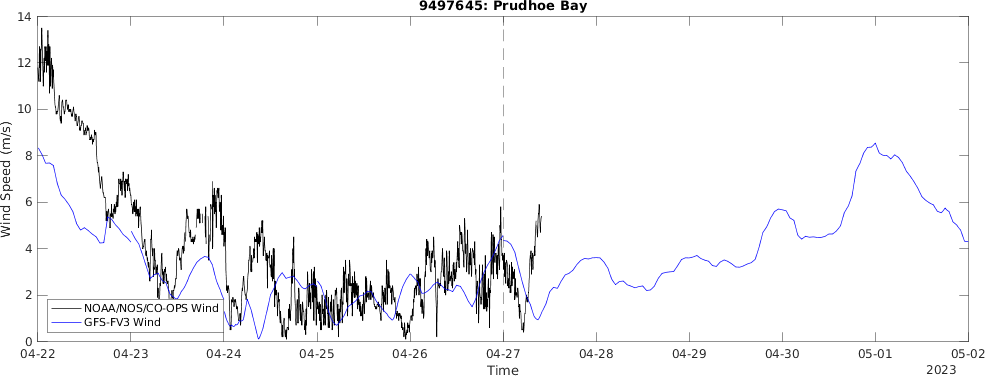 9497645: Prudhoe Bay
14
12
10
8
6
4
2
0
Wind Speed (m/s)
NOAA/NOS/CO-OPS Wind
GFS-FV3 Wind
04-22 04-23 04-24 04-25 04-26 04-27 04-28 04-29 04-30 05-01 05-02
Time
2023